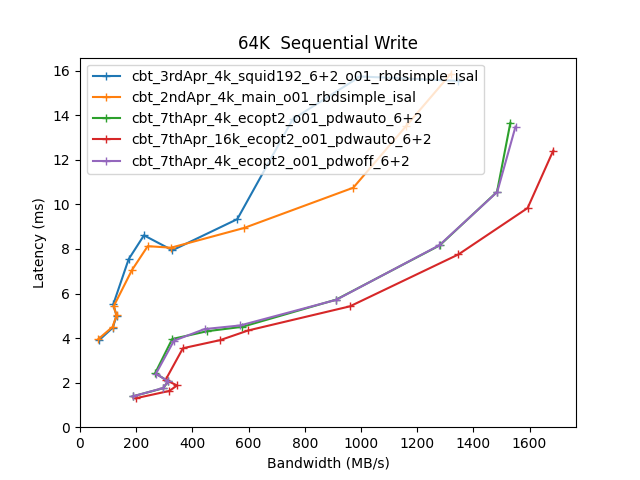 64K  Sequential Write
cbt_3rdApr_4k_squid192_6+2_o01_rbdsimple_isal
cbt_2ndApr_4k_main_o01_rbdsimple_isal
cbt_7thApr_4k_ecopt2_o01_pdwauto_6+2
cbt_7thApr_16k_ecopt2_o01_pdwauto_6+2
cbt_7thApr_4k_ecopt2_o01_pdwoff_6+2
Latency (ms)
16
14
12
10
8
6
4
2
0
0 200 400 600 800 1000 1200 1400 1600
Bandwidth (MB/s)